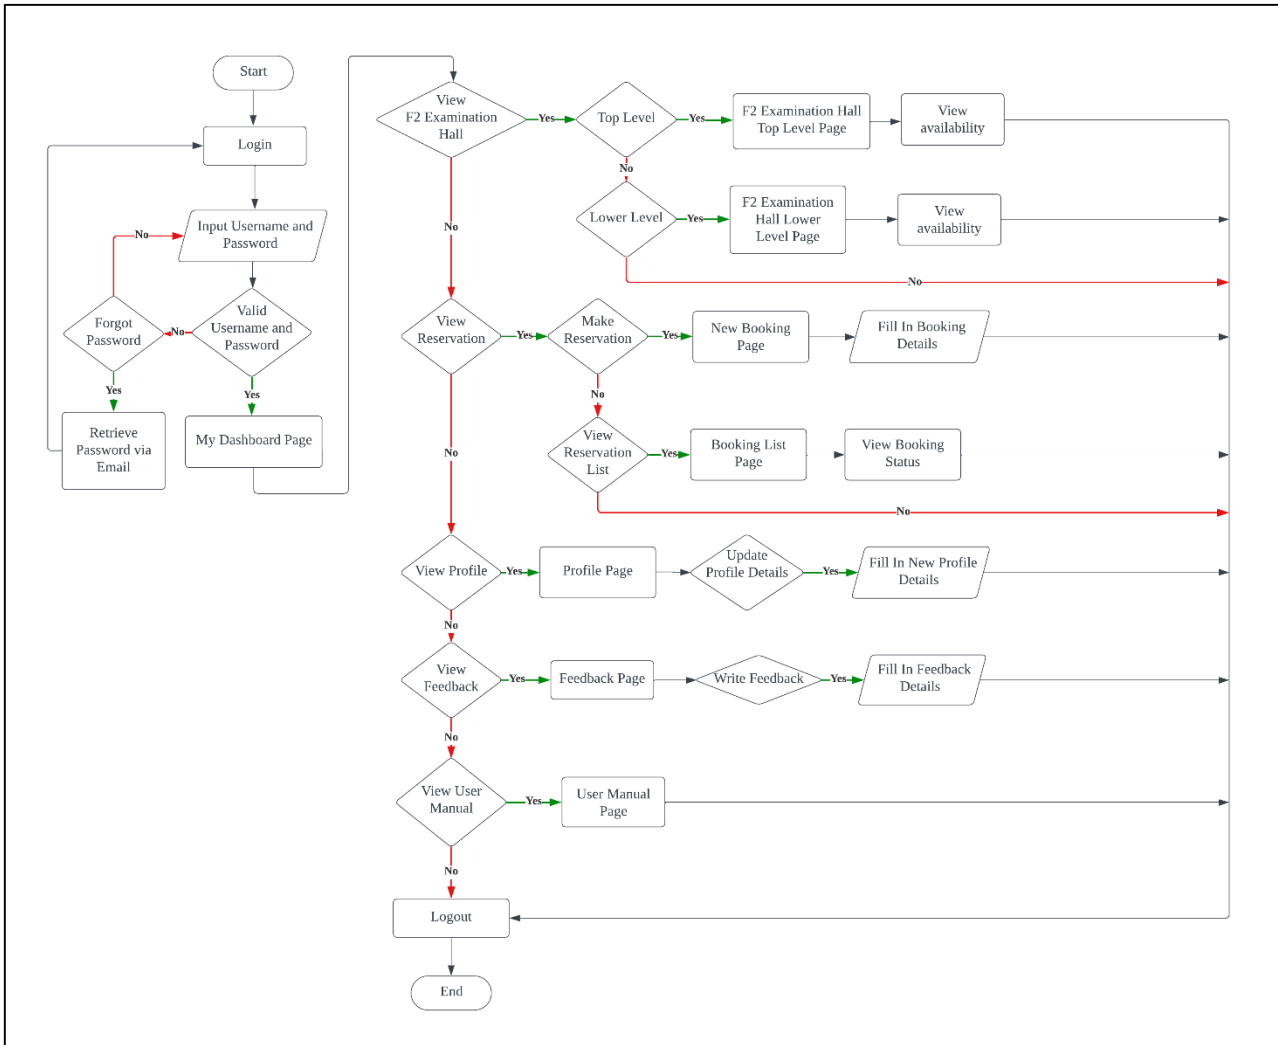 Start
Login
Input Username and
Password
No
Forgot
Password
No
Valid
Username and
Password
Yes
Yes
Retrieve
Password via
Email
My Dashboard Page
View
F2 Examination
Hall
Yes
Top Level
Yes
F2 Examination Hall
Top Level Page
View
availability
No
No
Lower Level
Yes
F2 Examination
Hall Lower
Level Page
View
availability
No
View
Reservation
Yes
Make
Reservation
Yes
New Booking
Page
Fill In Booking
Details
No
No
View
Reservation
List
Yes
Booking List
Page
View Booking
Status
No
View Profile
Yes
Profile Page
Update
Profile Details
Yes
Fill In New Profile
Details
No
View
Feedback
Yes
Feedback Page
Write Feedback
Yes
Fill In Feedback
Details
No
View User
Manual
Yes
User Manual
Page
No
Logout
End